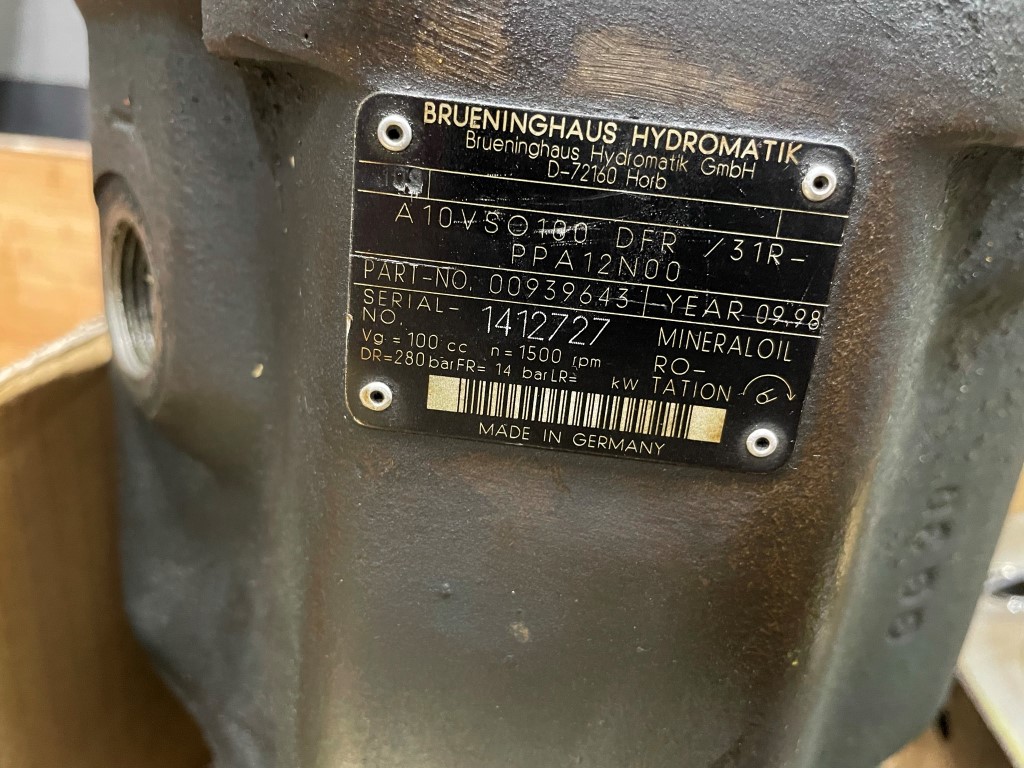 BRUENINGHAUS HYDROMATIK
Brueninghaus Hydromatik GmbH
D-72160 Horb
A10VSO100 DFR /31R-
PPA12N00
PART-NO. 00939643 YEAR 09.98
SERIAL-NO. 1412727 MINERALOIL
Vg = 100 cc n = 1500 rpm RO-
DR=280 bar FR= 14 bar LR= kW TATION
MADE IN GERMANY